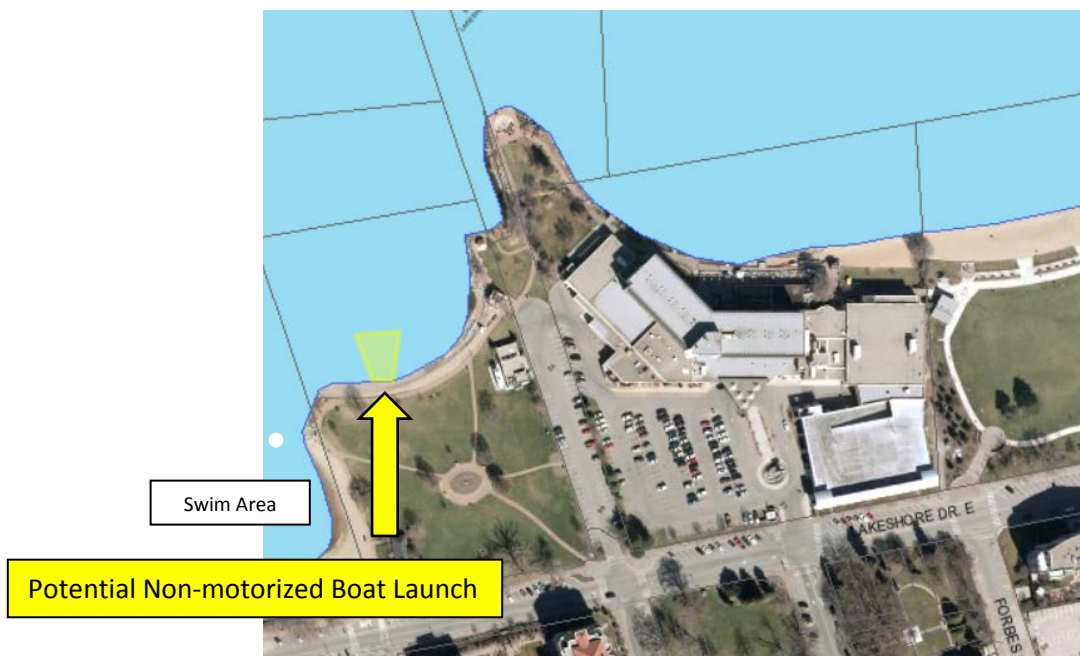 Swim Area
LAKESHORE DR. E
Potential Non-motorized Boat Launch
FORBES